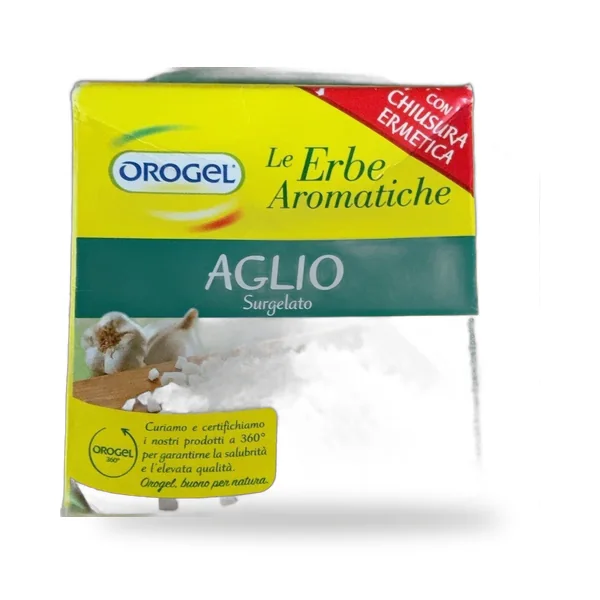 CON
CHIUSURA
ERMETICA
OROGEL
Le Erbe
Aromatiche
AGLIO
Surgelato
Curiamo e certifichiamo
i nostri prodotti a 360°
per garantirne la salubrità
e l'elevata qualità.
Orogel, buono per natura.
OROGEL
360°